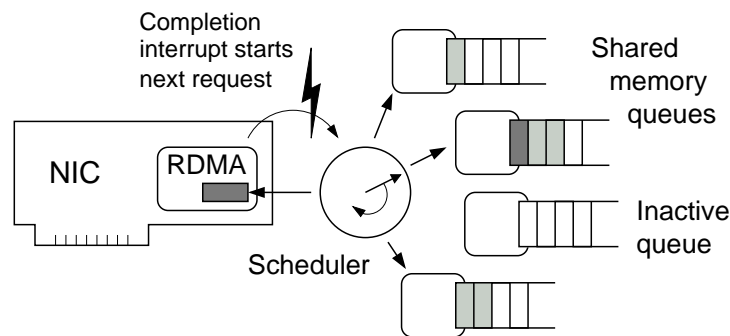 Completion
interrupt starts
next request
Shared
memory
queues
NIC
RDMA
Inactive
queue
Scheduler